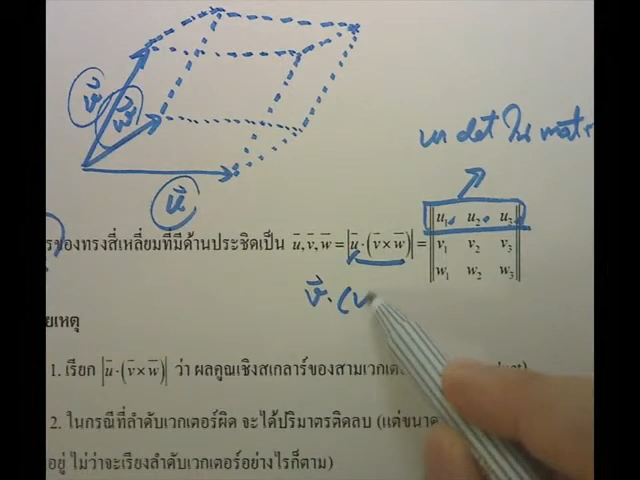 v⃗
w⃗
u⃗
เอา det ใน
รของทรงสี่เหลี่ยมที่มีด้านประชิดเป็น u̅, v̅, w̅ = |u̅·(v̅×w̅)| = || u₁ u₂ u₃ ||
v₁ v₂ v₃
w₁ w₂ w₃
v⃗·(
ยเหตุ
1. เรียก |u̅·(v̅×w̅)| ว่า ผลคูณเชิงสเกลาร์ของสามเวกเต
2. ในกรณีที่ลำดับเวกเตอร์ผิด จะได้ปริมาตรติดลบ (แต่ขนาด
อยู่ ไม่ว่าจะเรียงลำดับเวกเตอร์อย่างไรก็ตาม)